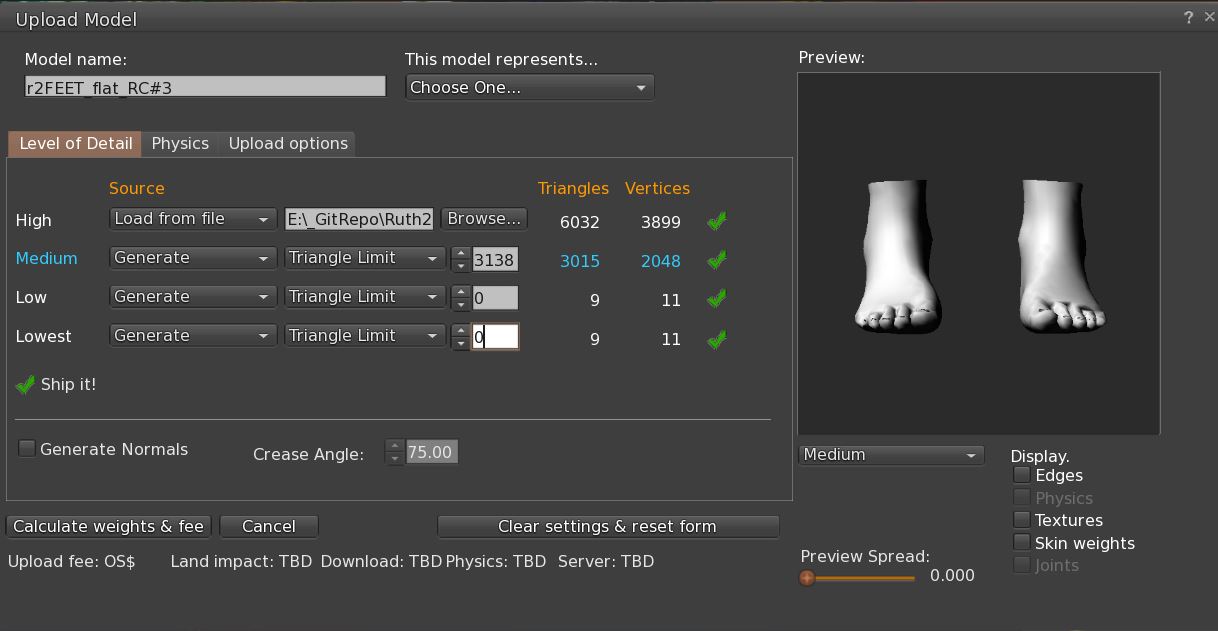 Upload Model
? ×
Model name:
This model represents...
Preview:
r2FEET_flat_RC#3
Choose One...
Level of Detail
Physics
Upload options
Source
Triangles
Vertices
High
Load from file
E:\_GitRepo\Ruth2
Browse...
6032
3899
Medium
Generate
Triangle Limit
3138
3015
2048
Low
Generate
Triangle Limit
0
9
11
Lowest
Generate
Triangle Limit
0
9
11
Ship it!
Generate Normals
Crease Angle:
75.00
Medium
Display.
Edges
Physics
Textures
Skin weights
Joints
Calculate weights & fee
Cancel
Clear settings & reset form
Upload fee: OS$
Land impact: TBD
Download: TBD
Physics: TBD
Server: TBD
Preview Spread:
0.000